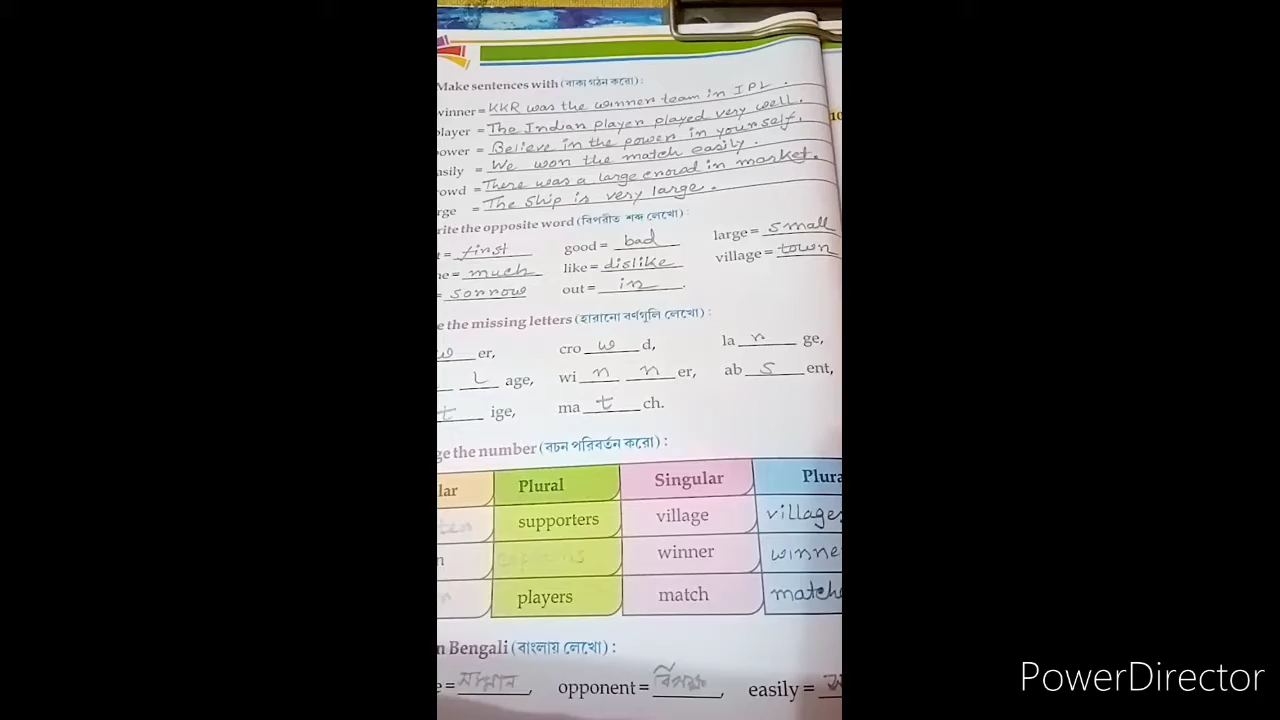 Make sentences with (বাক্য গঠন করো) :
winner = KKR was the winner team in IPL .
player = The Indian player played very well .
power = Believe in the power in yourself.
asily = We won the match easily .
rowd = There was a large crowd in market .
rge = The ship is very large .
rite the opposite word (বিপরীত শব্দ লেখো) :
= first good = bad large = small
e = much like = dislike village = town
= sorrow out = in .
e the missing letters (হারানো বর্ণগুলি লেখো) :
w er, cro w d, la r ge,
L age, wi n n er, ab s ent,
t ige, ma t ch.
ge the number (বচন পরিবর্তন করো) :
lar Plural Singular Plura
supporters village villages
n winner winne
players match matche
n Bengali (বাংলায় লেখো) :
e = সম্মান , opponent = বিপক্ষ , easily = স
PowerDirector